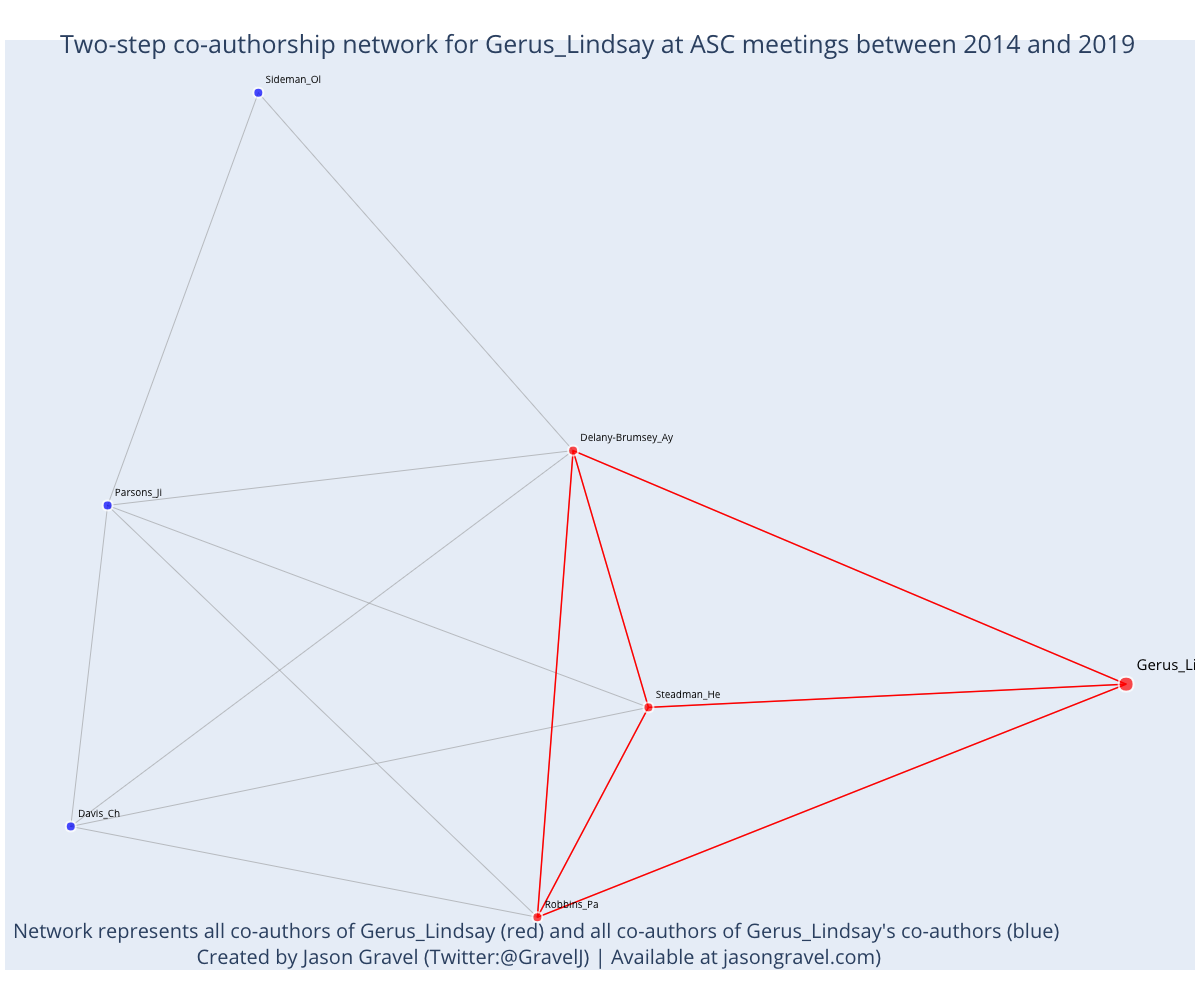 Two-step co-authorship network for Gerus_Lindsay at ASC meetings between 2014 and 2019
Sideman_Ol
Delany-Brumsey_Ay
Parsons_Ji
Gerus_Li
Steadman_He
Davis_Ch
Robbins_Pa
Network represents all co-authors of Gerus_Lindsay (red) and all co-authors of Gerus_Lindsay's co-authors (blue)
Created by Jason Gravel (Twitter:@GravelJ) | Available at jasongravel.com)